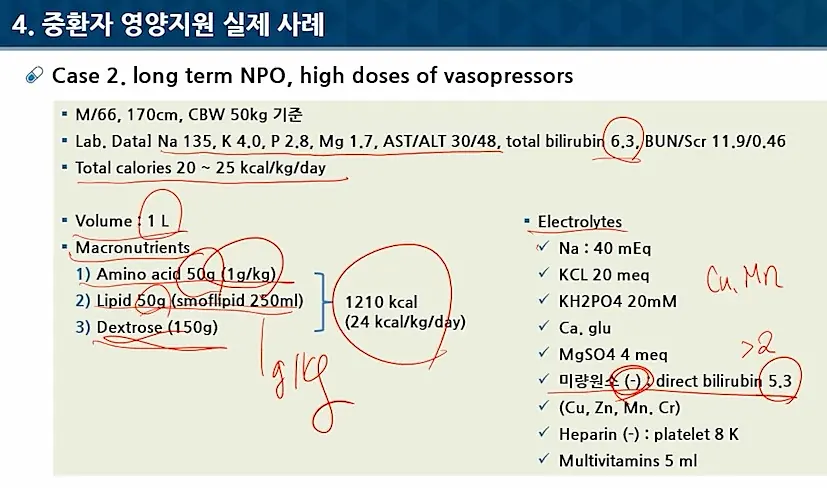 4. 중환자 영양지원 실제 사례
Case 2. long term NPO, high doses of vasopressors
M/66, 170cm, CBW 50kg 기준
Lab. Data] Na 135, K 4.0, P 2.8, Mg 1.7, AST/ALT 30/48, total bilirubin 6.3, BUN/Scr 11.9/0.46
Total calories 20 ~ 25 kcal/kg/day
Volume : 1 L
Macronutrients
1) Amino acid 50g (1g/kg)
2) Lipid 50g (smoflipid 250ml)
3) Dextrose (150g)
1210 kcal
(24 kcal/kg/day)
g/kg
Electrolytes
Na : 40 mEq
KCL 20 meq
KH2PO4 20mM
Ca. glu
MgSO4 4 meq
미량원소 (-) : direct bilirubin 5.3
(Cu, Zn, Mn. Cr)
Heparin (-) : platelet 8 K
Multivitamins 5 ml
Cu, Mn
>2